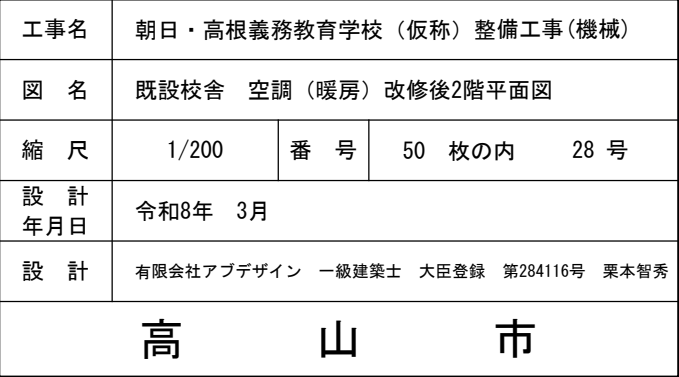 工事名 朝日・高根義務教育学校（仮称）整備工事(機械)
図　名 既設校舎　空調（暖房）改修後2階平面図
縮　尺 1/200 番　号 50　枚の内　　28 号
設　計
年月日 令和8年　3月
設　計 有限会社アブデザイン　一級建築士　大臣登録　第284116号　栗本智秀
高　山　市